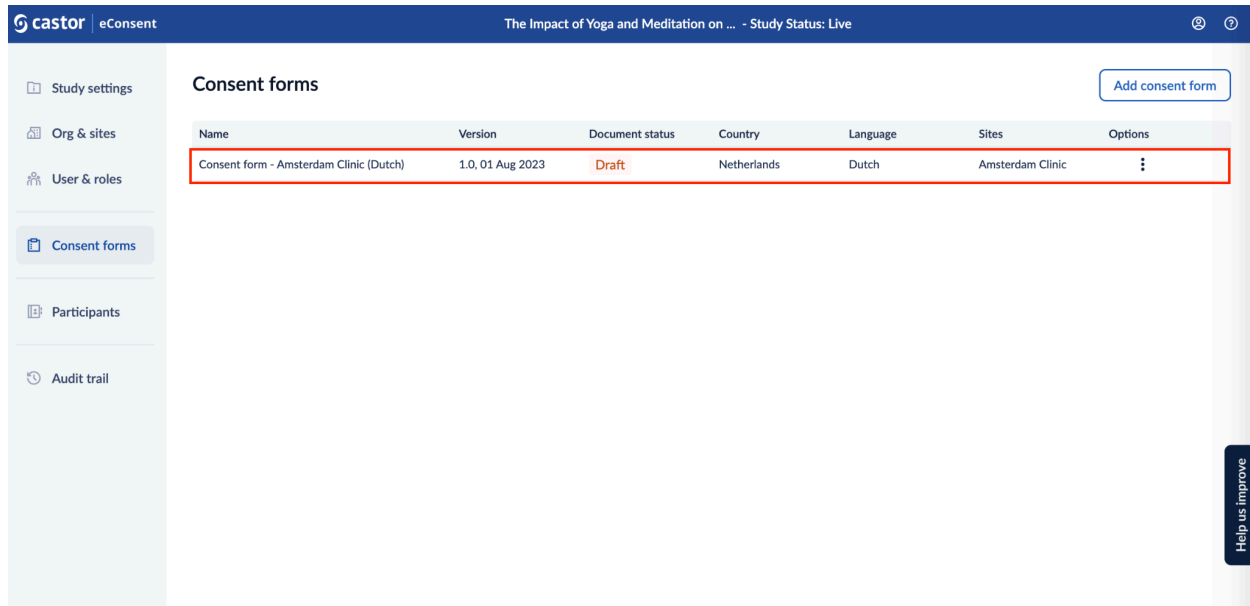 castor eConsent The Impact of Yoga and Meditation on ... - Study Status: Live
Study settings
Org & sites
User & roles
Consent forms
Participants
Audit trail
Consent forms
Add consent form
Name Version Document status Country Language Sites Options
Consent form - Amsterdam Clinic (Dutch) 1.0, 01 Aug 2023 Draft Netherlands Dutch Amsterdam Clinic
Help us improve